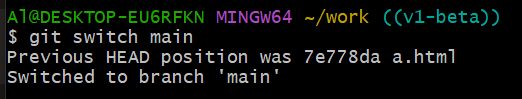 Al@DESKTOP-EU6RFKN MINGW64 ~/work ((v1-beta))
$ git switch main
Previous HEAD position was 7e778da a.html
Switched to branch 'main'